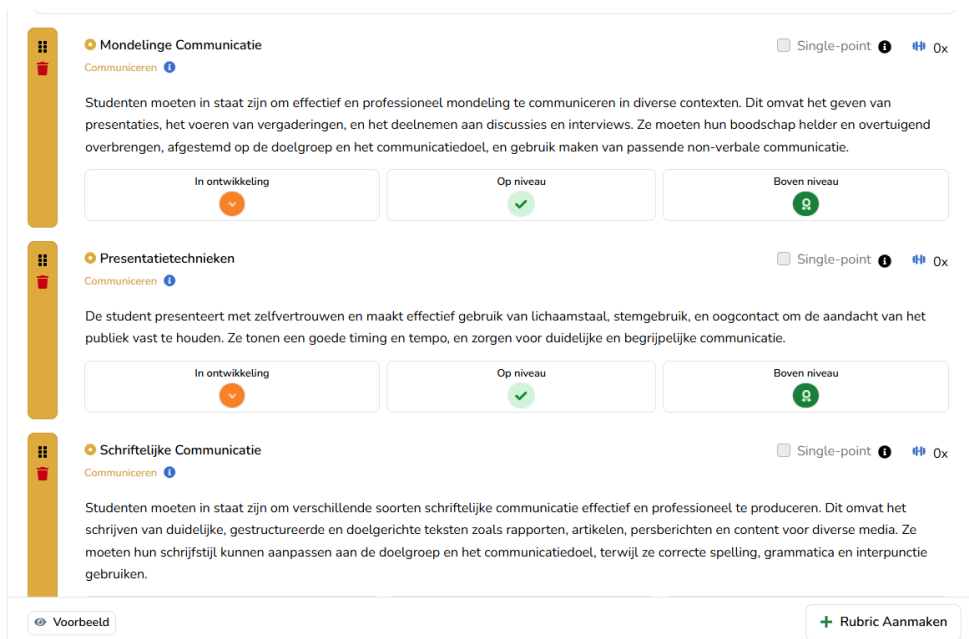 Mondelinge Communicatie
Single-point
0x
Communiceren
Studenten moeten in staat zijn om effectief en professioneel mondeling te communiceren in diverse contexten. Dit omvat het geven van
presentaties, het voeren van vergaderingen, en het deelnemen aan discussies en interviews. Ze moeten hun boodschap helder en overtuigend
overbrengen, afgestemd op de doelgroep en het communicatiedoel, en gebruik maken van passende non-verbale communicatie.
In ontwikkeling
Op niveau
Boven niveau
Presentatietechnieken
Single-point
0x
Communiceren
De student presenteert met zelfvertrouwen en maakt effectief gebruik van lichaamstaal, stemgebruik, en oogcontact om de aandacht van het
publiek vast te houden. Ze tonen een goede timing en tempo, en zorgen voor duidelijke en begrijpelijke communicatie.
In ontwikkeling
Op niveau
Boven niveau
Schriftelijke Communicatie
Single-point
0x
Communiceren
Studenten moeten in staat zijn om verschillende soorten schriftelijke communicatie effectief en professioneel te produceren. Dit omvat het
schrijven van duidelijke, gestructureerde en doelgerichte teksten zoals rapporten, artikelen, persberichten en content voor diverse media. Ze
moeten hun schrijfstijl kunnen aanpassen aan de doelgroep en het communicatiedoel, terwijl ze correcte spelling, grammatica en interpunctie
gebruiken.
Voorbeeld
Rubric Aanmaken